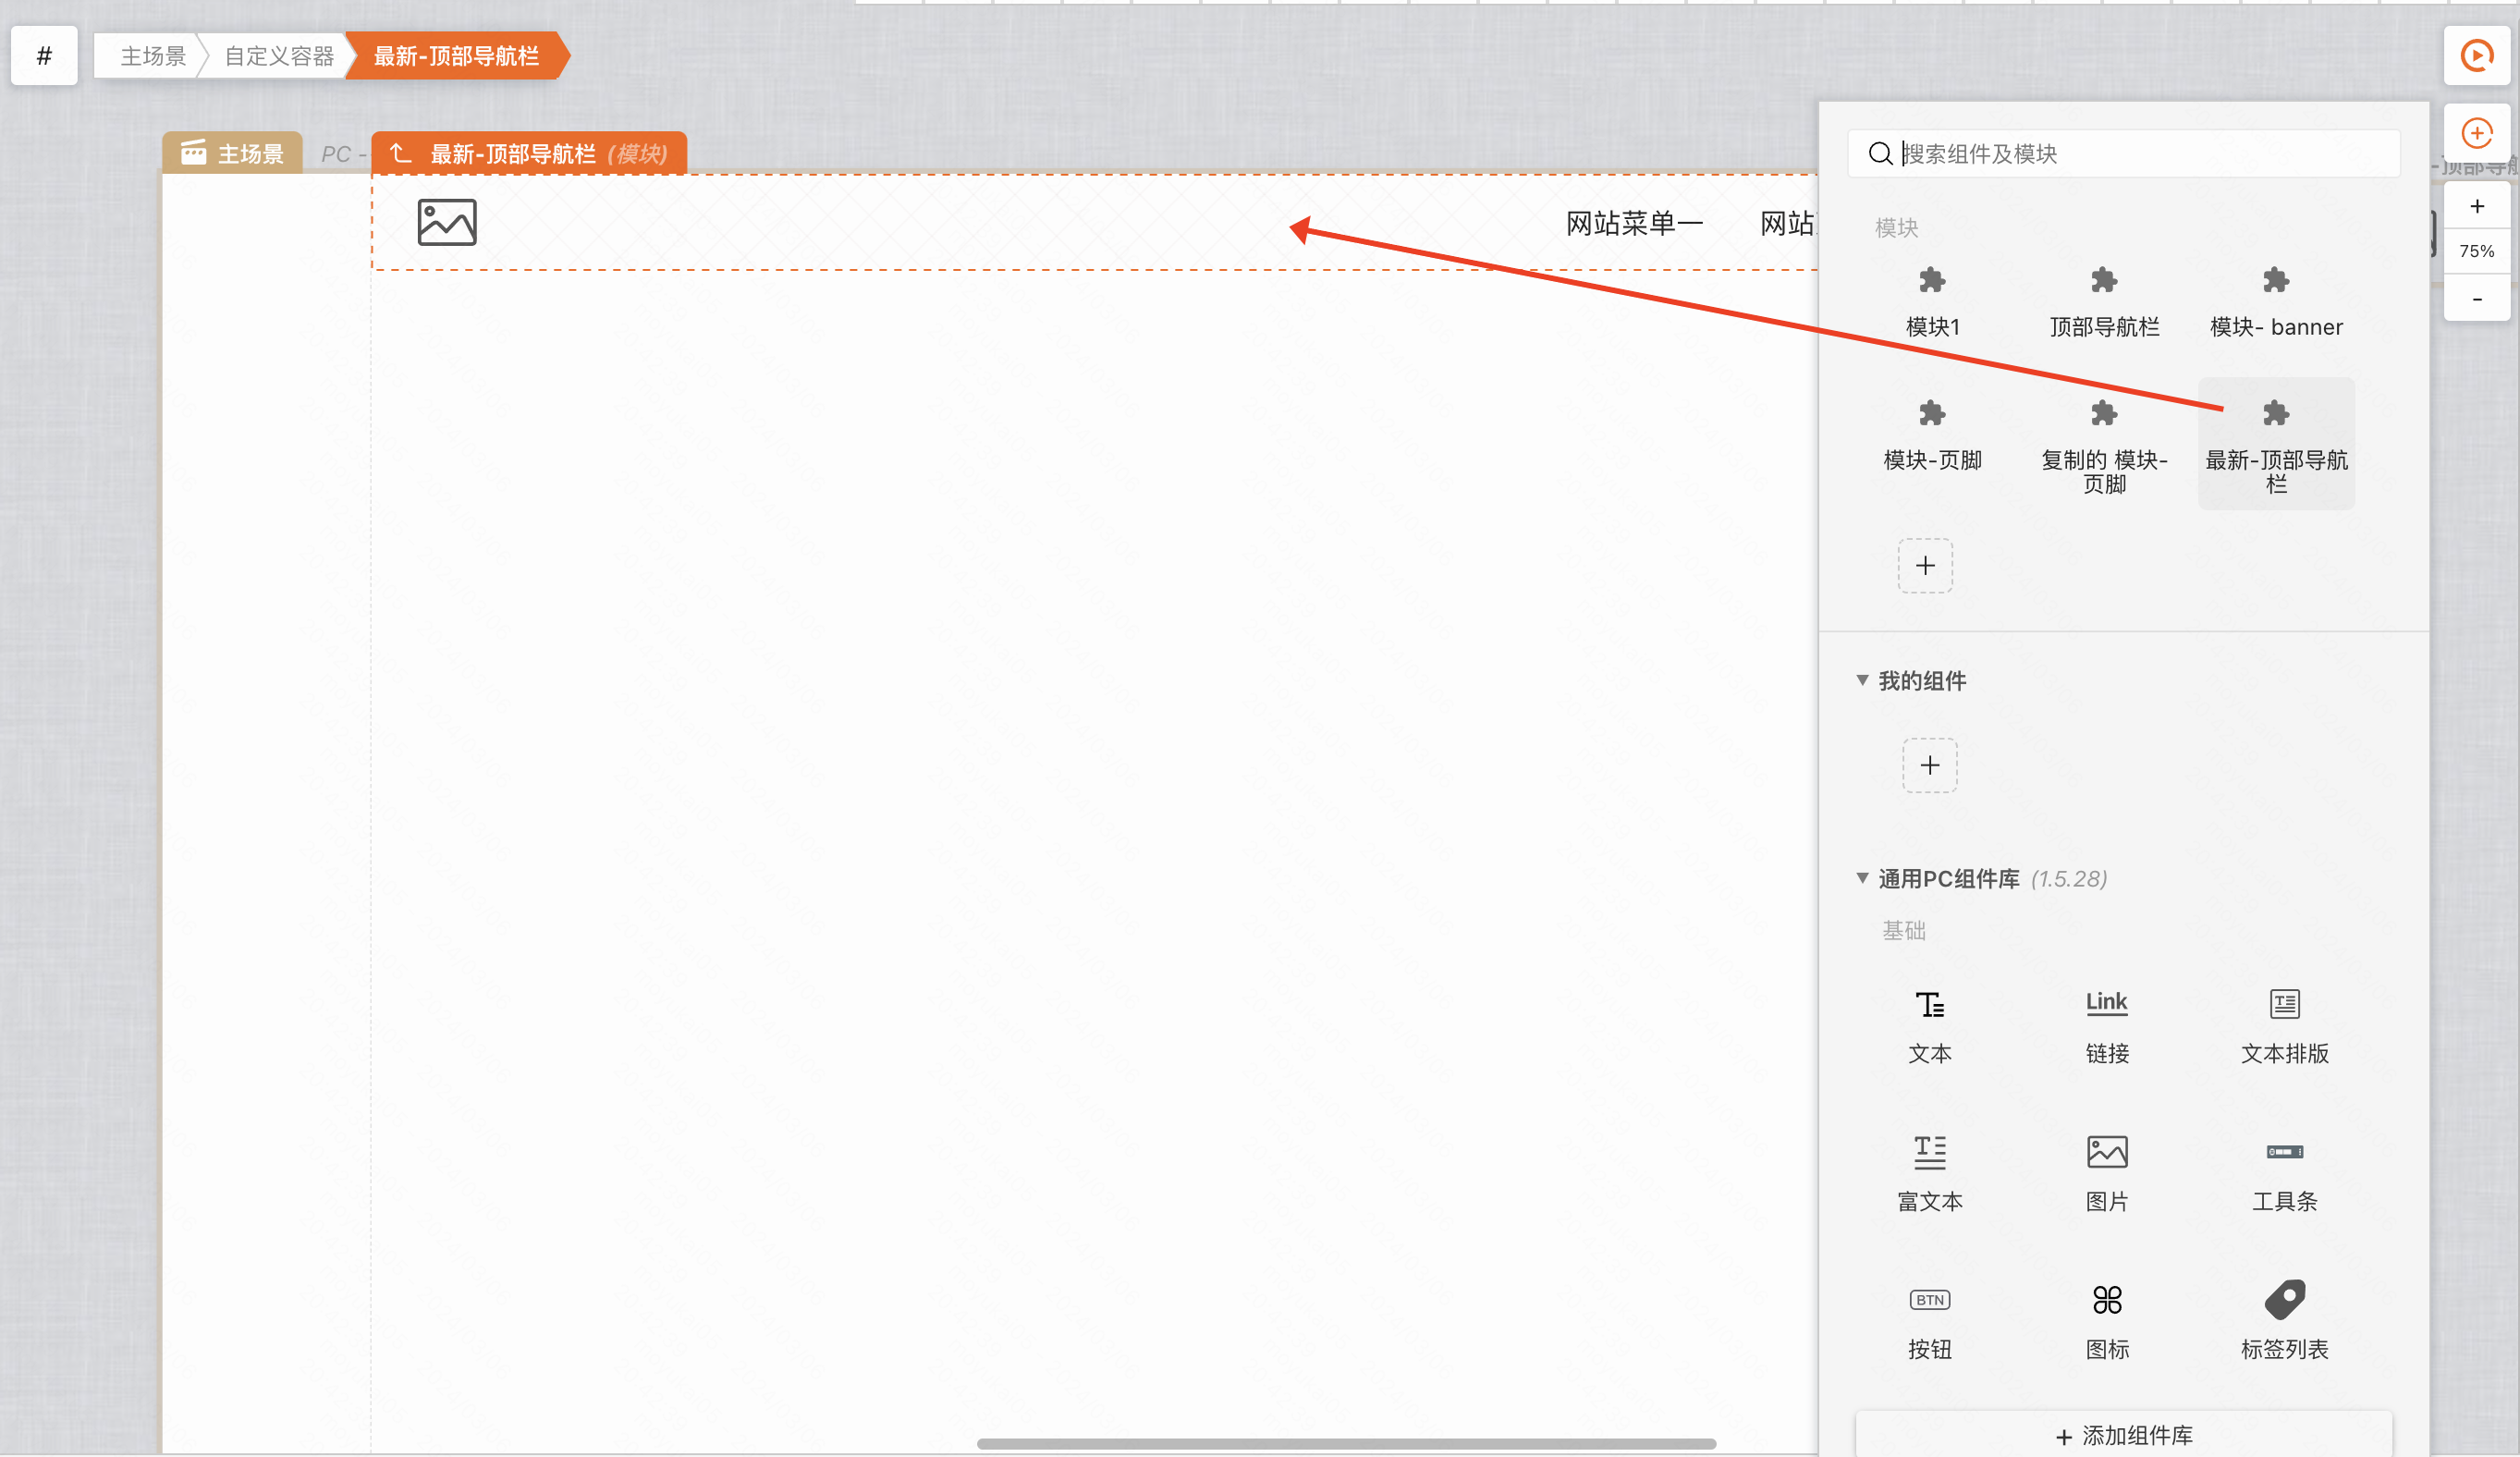 #
主场景
自定义容器
最新-顶部导航栏
主场景
PC -
最新-顶部导航栏 (模块)
网站菜单一
网站
搜索组件及模块
-顶部导航
+
75%
-
模块
模块1
顶部导航栏
模块- banner
模块-页脚
复制的 模块-
页脚
最新-顶部导航
栏
+
我的组件
+
通用PC组件库 (1.5.28)
基础
Link
文本
链接
文本排版
富文本
图片
工具条
BTN
按钮
图标
标签列表
+ 添加组件库